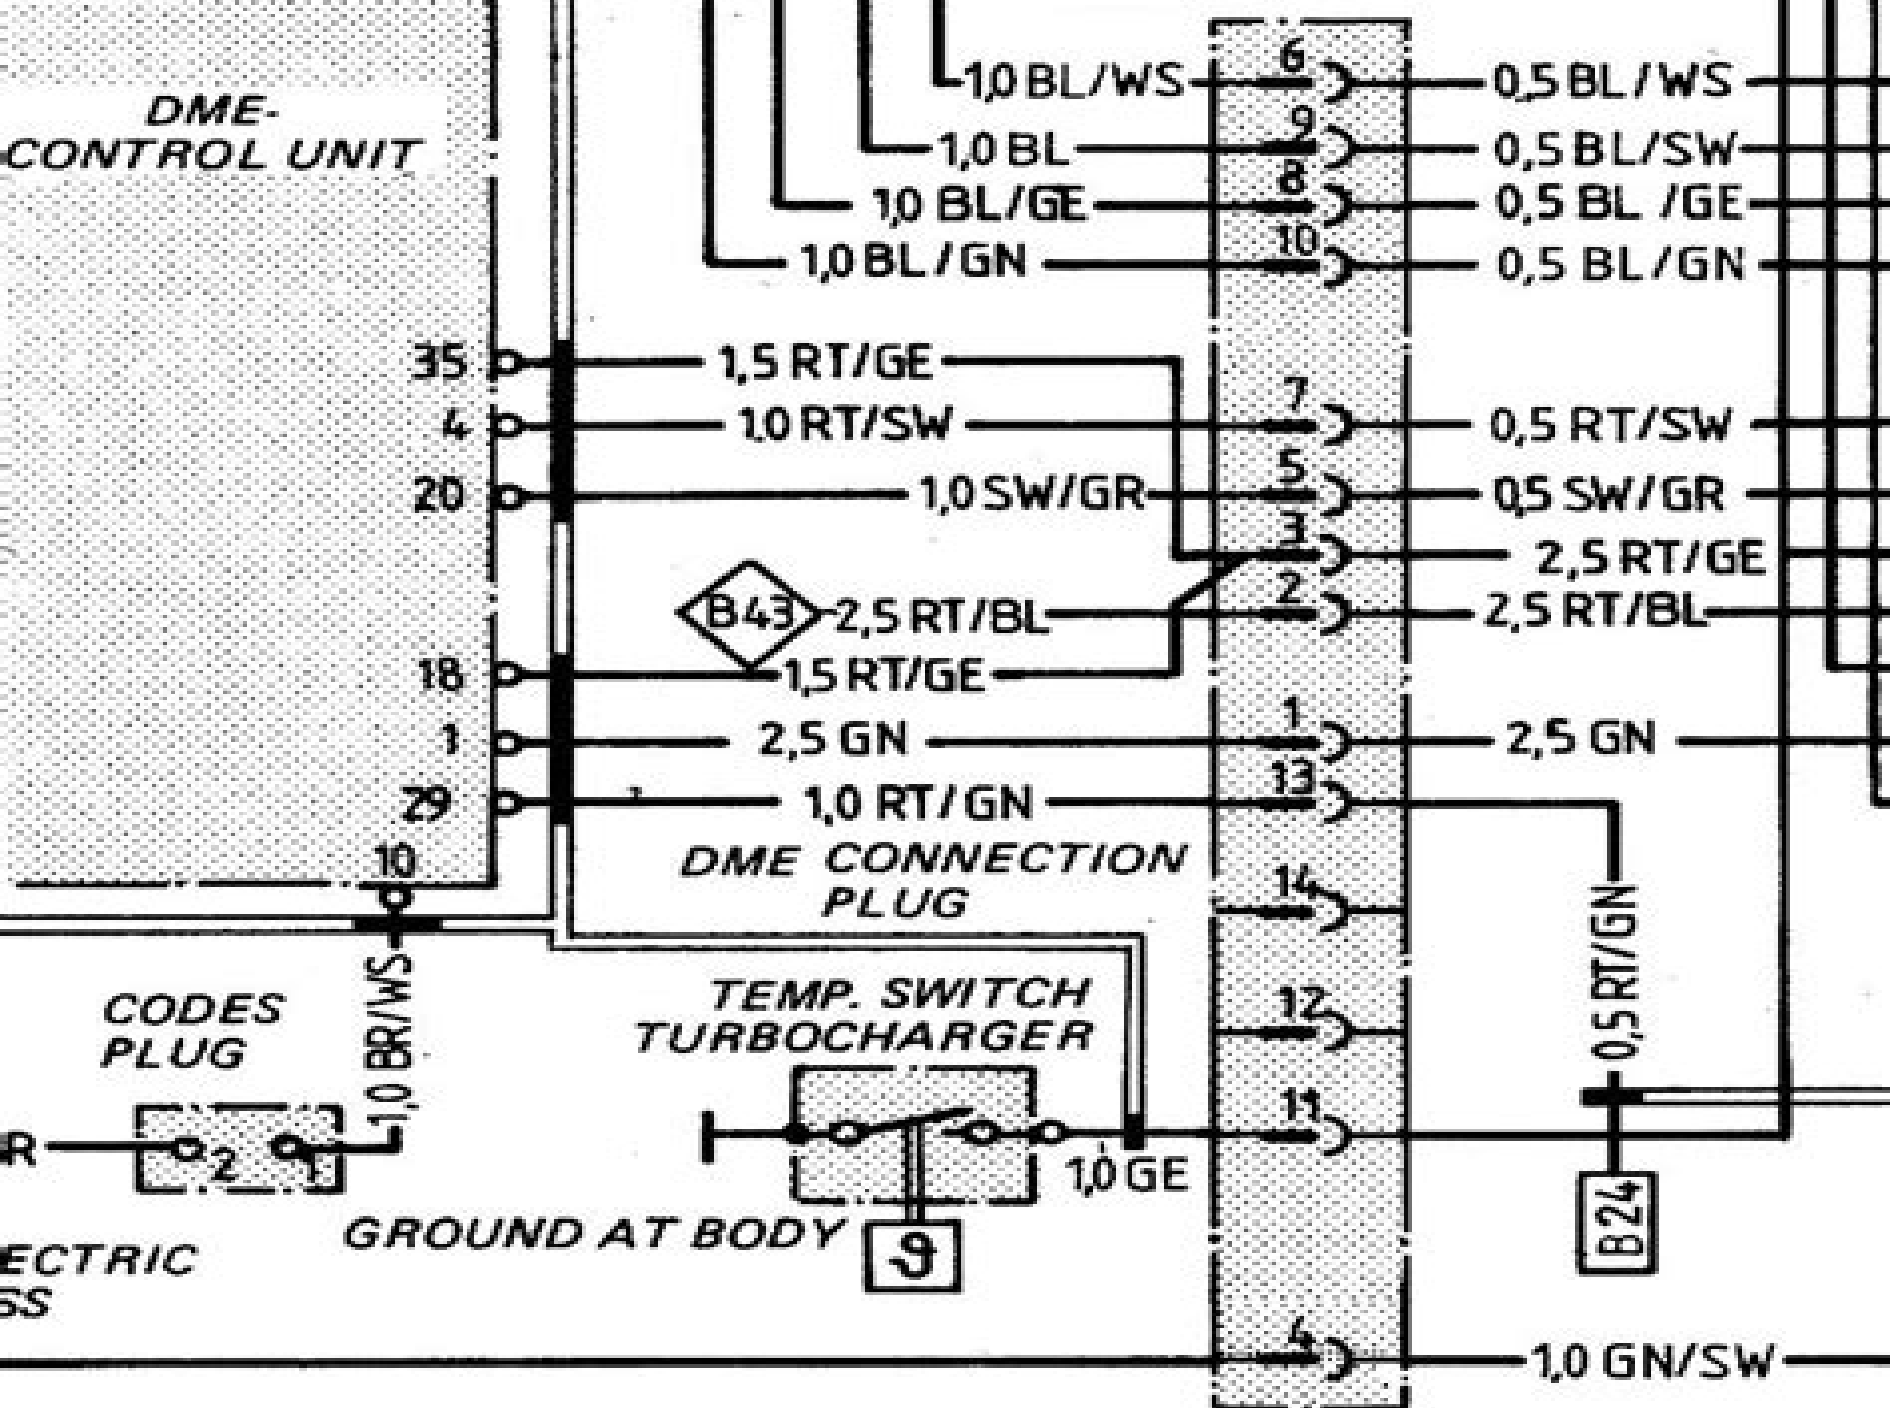 DME-
CONTROL UNIT
1,0 BL/WS
6
0,5 BL/WS
1,0 BL
9
0,5 BL/SW
1,0 BL/GE
8
0,5 BL /GE
1,0 BL/GN
10
0,5 BL/GN
35
1,5 RT/GE
4
1.0 RT/SW
7
0,5 RT/SW
20
1,0 SW/GR
5
0,5 SW/GR
3
2,5 RT/GE
B43
2,5 RT/BL
2
2,5 RT/BL
18
1,5 RT/GE
1
2,5 GN
1
2,5 GN
29
1,0 RT/GN
13
10
DME CONNECTION
PLUG
14
0,5 RT/GN
1,0 BR/WS
CODES
PLUG
TEMP. SWITCH
TURBOCHARGER
12
R
2
1
11
1,0 GE
GROUND AT BODY
ϑ
B24
ECTRIC
SS
4
1,0 GN/SW